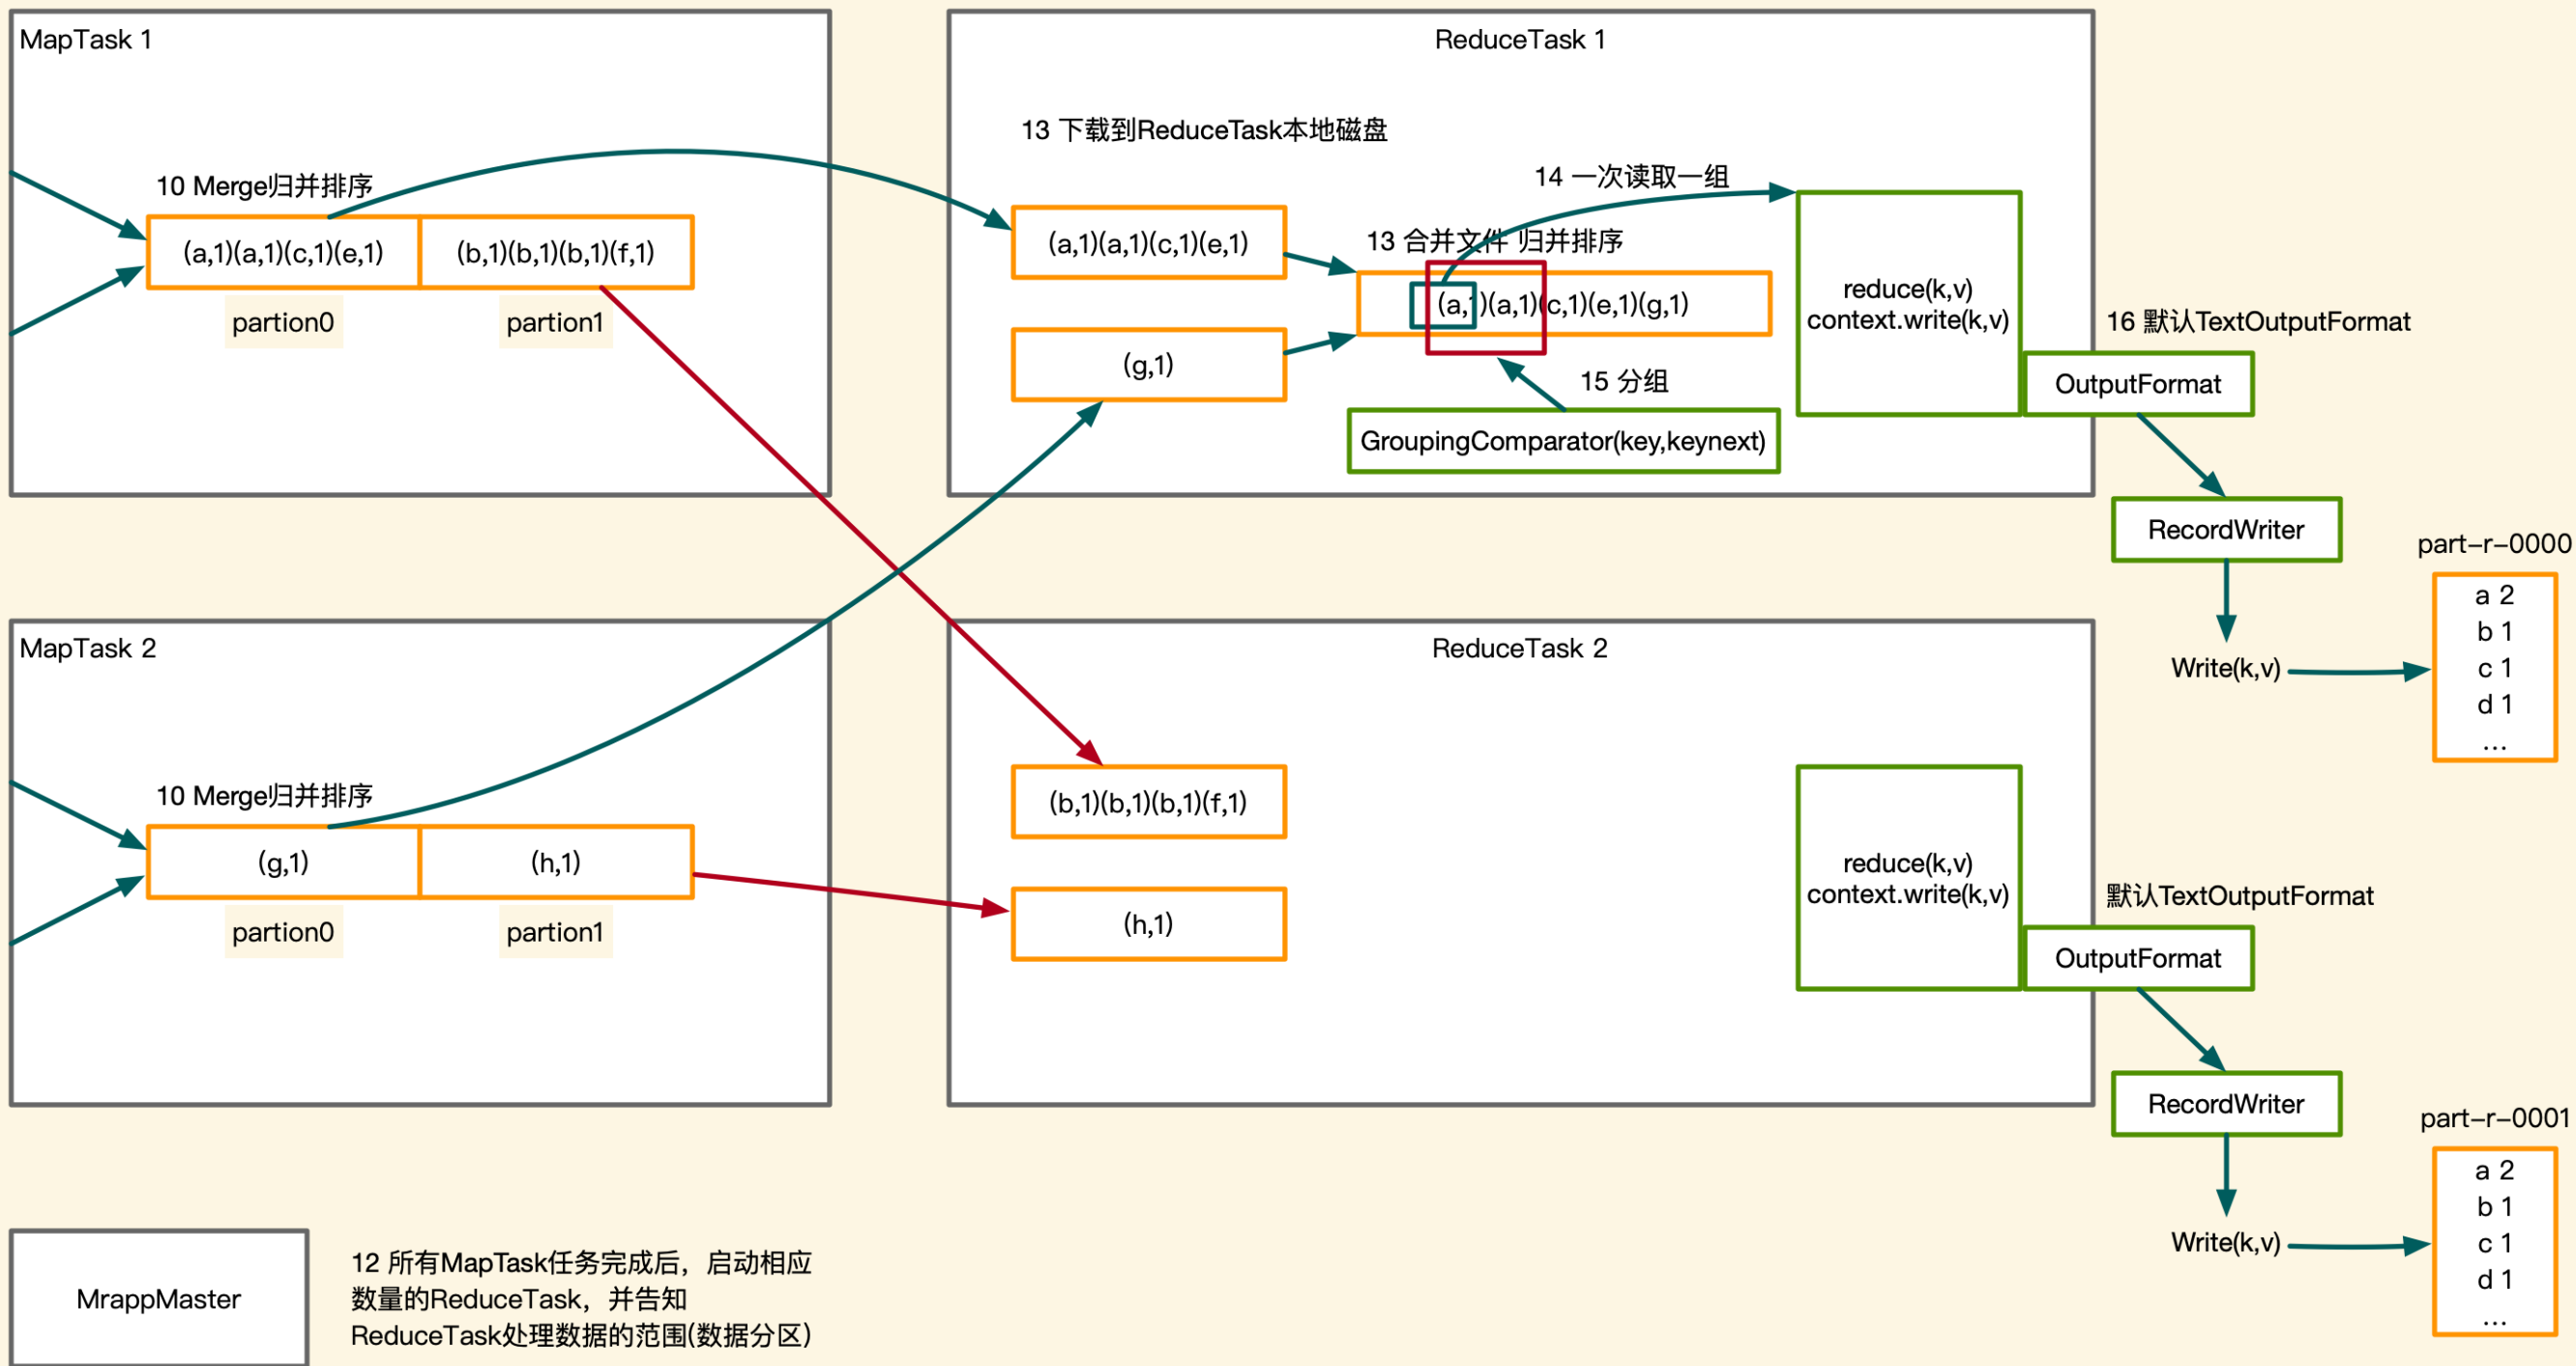 MapTask 1
10 Merge归并排序
(a,1)(a,1)(c,1)(e,1)
(b,1)(b,1)(b,1)(f,1)
partion0
partion1
ReduceTask 1
13 下载到ReduceTask本地磁盘
14 一次读取一组
(a,1)(a,1)(c,1)(e,1)
13 合并文件 归并排序
(a,1)(a,1)(c,1)(e,1)(g,1)
(g,1)
15 分组
GroupingComparator(key,keynext)
reduce(k,v)
context.write(k,v)
16 默认TextOutputFormat
OutputFormat
RecordWriter
Write(k,v)
part-r-0000
a 2
b 1
c 1
d 1
...
MapTask 2
10 Merge归并排序
(g,1)
(h,1)
partion0
partion1
ReduceTask 2
(b,1)(b,1)(b,1)(f,1)
(h,1)
reduce(k,v)
context.write(k,v)
默认TextOutputFormat
OutputFormat
RecordWriter
Write(k,v)
part-r-0001
a 2
b 1
c 1
d 1
...
MrappMaster
12 所有MapTask任务完成后，启动相应
数量的ReduceTask，并告知
ReduceTask处理数据的范围(数据分区)